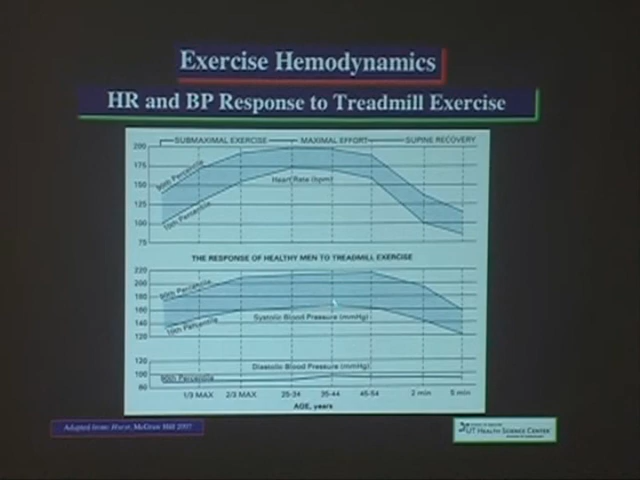 Exercise Hemodynamics
HR and BP Response to Treadmill Exercise
SUBMAXIMAL EXERCISE MAXIMAL EFFORT SUPINE RECOVERY
200
175
150
125
100
75
90th Percentile
10th Percentile
Heart Rate (bpm)
THE RESPONSE OF HEALTHY MEN TO TREADMILL EXERCISE
220
200
180
160
140
120
90th Percentile
10th Percentile
Systolic Blood Pressure (mmHg)
120
100
80
Diastolic Blood Pressure (mmHg)
90th Percentile
1/3 MAX 2/3 MAX 25-34 35-44 45-54 2 min 5 min
AGE, years
Adapted from: Hurst, McGraw Hill 2007
UT HEALTH SCIENCE CENTER